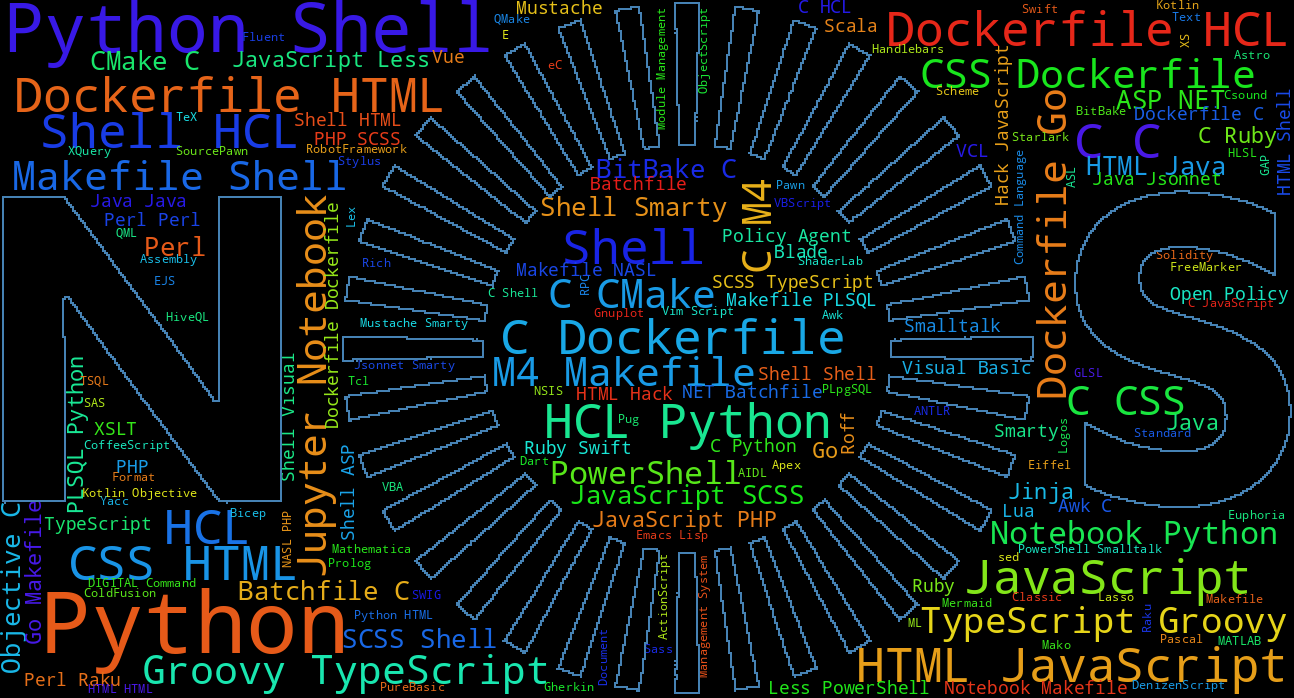 Python Shell
Mustache
QMake
E
Fluent
CMake C
JavaScript Less
Vue
eC
Dockerfile HTML
Shell HCL
TeX
Shell HTML
PHP SCSS
XQuery
SourcePawn
RobotFramework
Stylus
Makefile Shell
Java Java
Perl Perl
QML
Perl
Assembly
EJS
HiveQL
Lex
Rich
Module Management
ObjectScript
C HCL
Scala
Handlebars
Swift
Kotlin
Text
XS
Dockerfile HCL
Astro
CSS Dockerfile
Scheme
Hack JavaScript
ASP NET
Csound
BitBake
Dockerfile C
Starlark
C C
C Ruby
HTML Shell
VCL
HTML Java
HLSL
GAP
ASL
Java Jsonnet
Command Language
Dockerfile Go
BitBake C
Batchfile
C M4
Pawn
VBScript
Shell Smarty
Shell
Policy Agent
Blade
ShaderLab
Makefile NASL
RPC
SCSS TypeScript
C Shell
C CMake
Makefile PLSQL
Gnuplot
Vim Script
Awk
C Dockerfile
M4 Makefile
Shell Shell
NSIS
HTML Hack
NET Batchfile
PLpgSQL
HCL Python
Pug
Ruby Swift
C Python
Go
Roff
Dart
PowerShell
AIDL
Apex
JavaScript SCSS
JavaScript PHP
Emacs Lisp
Solidity
FreeMarker
Open Policy
C JavaScript
Smalltalk
Visual Basic
GLSL
ANTLR
C CSS
Java
Standard
Smarty
Logos
Eiffel
Jinja
Lua
Awk C
Euphoria
Notebook Python
PowerShell Smalltalk
sed
JavaScript
Ruby
Mermaid
Classic
Lasso
Makefile
ML
TypeScript Groovy
Raku
Pascal
MATLAB
Mako
HTML JavaScript
Less PowerShell
Notebook Makefile
DenizenScript
Mustache Smarty
Jsonnet Smarty
Tcl
Jupyter Notebook
Dockerfile Dockerfile
Shell Visual
TSQL
SAS
PLSQL Python
XSLT
CoffeeScript
PHP
Format
Kotlin Objective
Yacc
Shell ASP
VBA
TypeScript
HCL
Bicep
Objective C
Go Makefile
NASL PHP
Mathematica
Prolog
CSS HTML
DIGITAL Command
ColdFusion
Batchfile C
SWIG
Python
Python HTML
SCSS Shell
Groovy TypeScript
Perl Raku
HTML HTML
PureBasic
Gherkin
Document
Sass
ActionScript
Management System